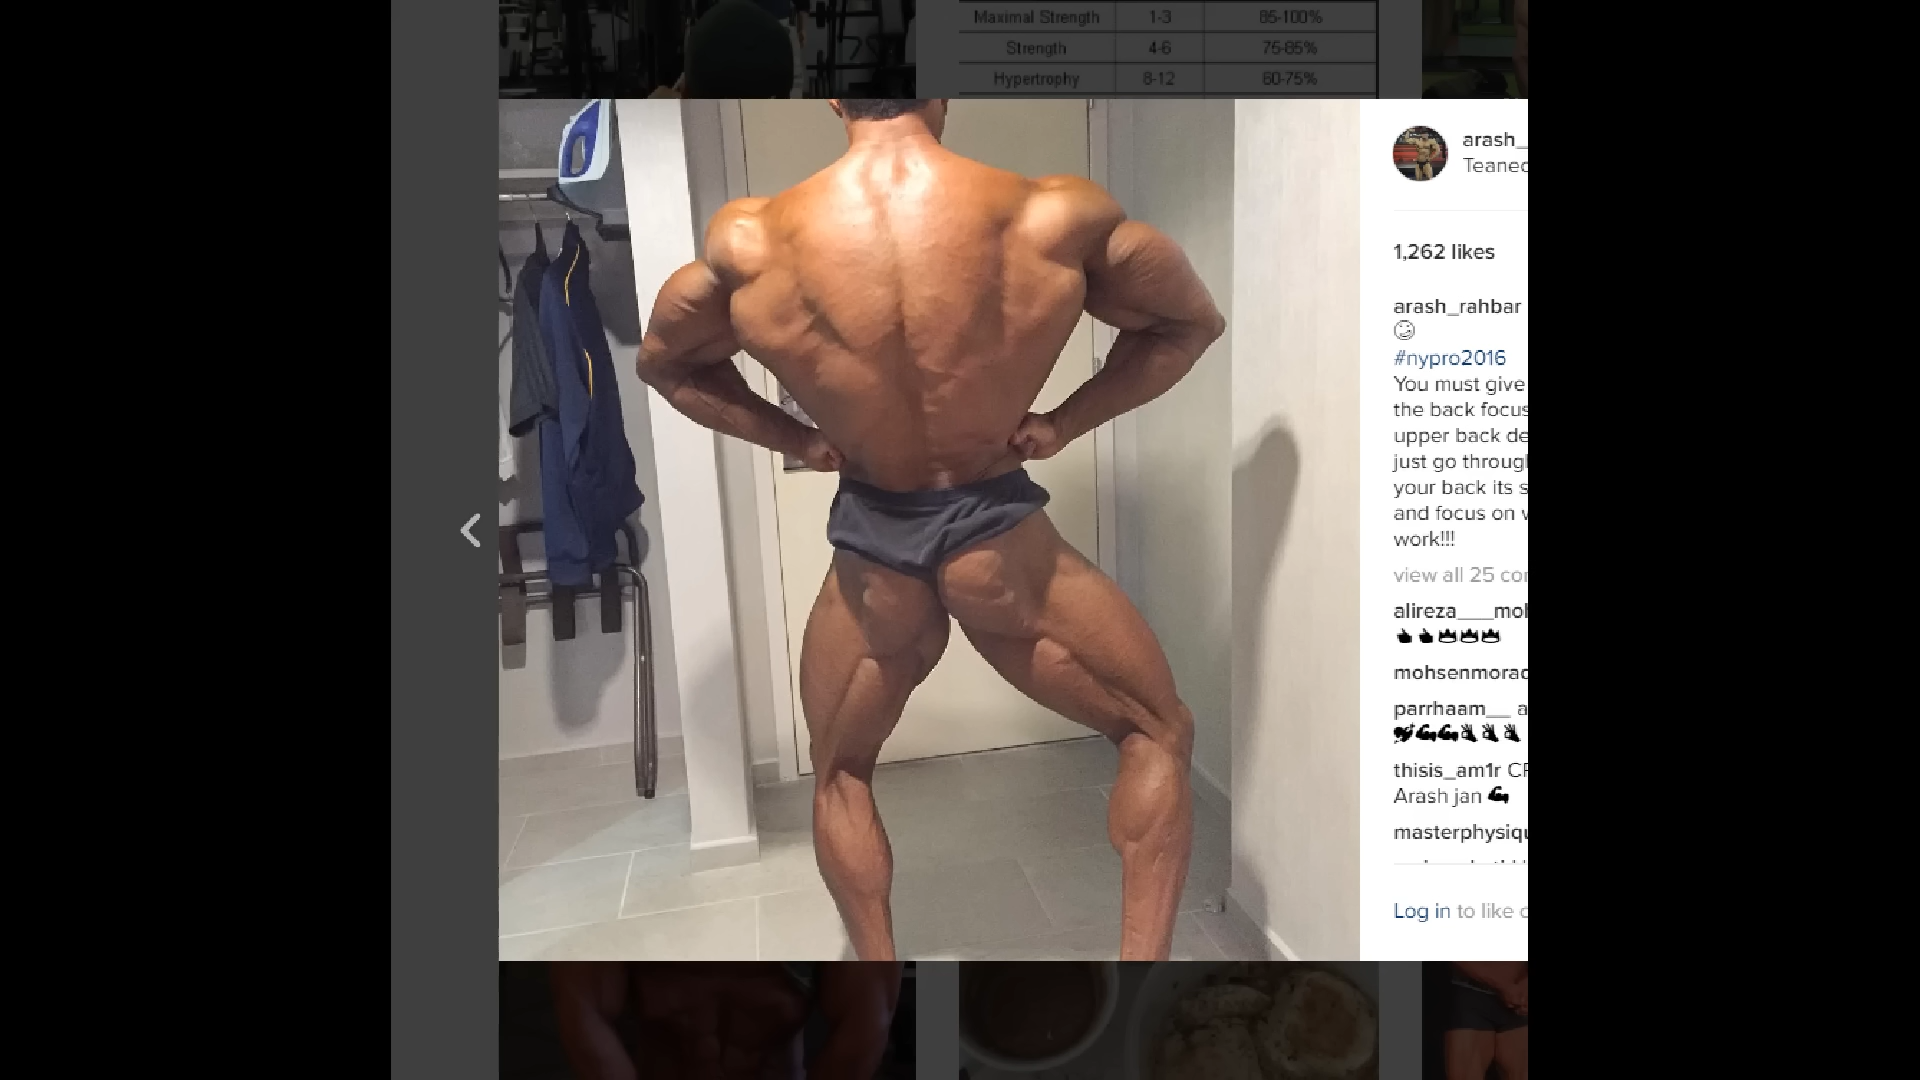 Maximal Strength 1-3 85-100%
Strength 4-6 75-85%
Hypertrophy 8-12 60-75%
arash_
1,262 likes
arash_rahbar
#nypro2016
You must give
the back focus
upper back de
just go through
your back its s
and focus on
work!!!
view all 25 co
alireza___moh
mohsenmorad
parrhaam__ a
thisis_am1r
Arash jan
masterphysiqu
Log in to like